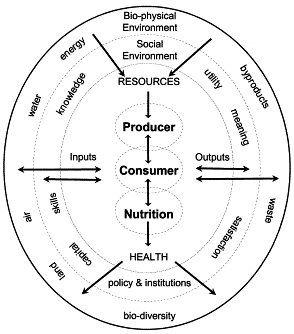 Bio-physical
Environment
Social
Environment
energy
water
knowledge
RESOURCES
utility
byproducts
meaning
Producer
Inputs
Outputs
Consumer
skills
air
Nutrition
waste
satisfaction
capital
land
HEALTH
policy & institutions
bio-diversity